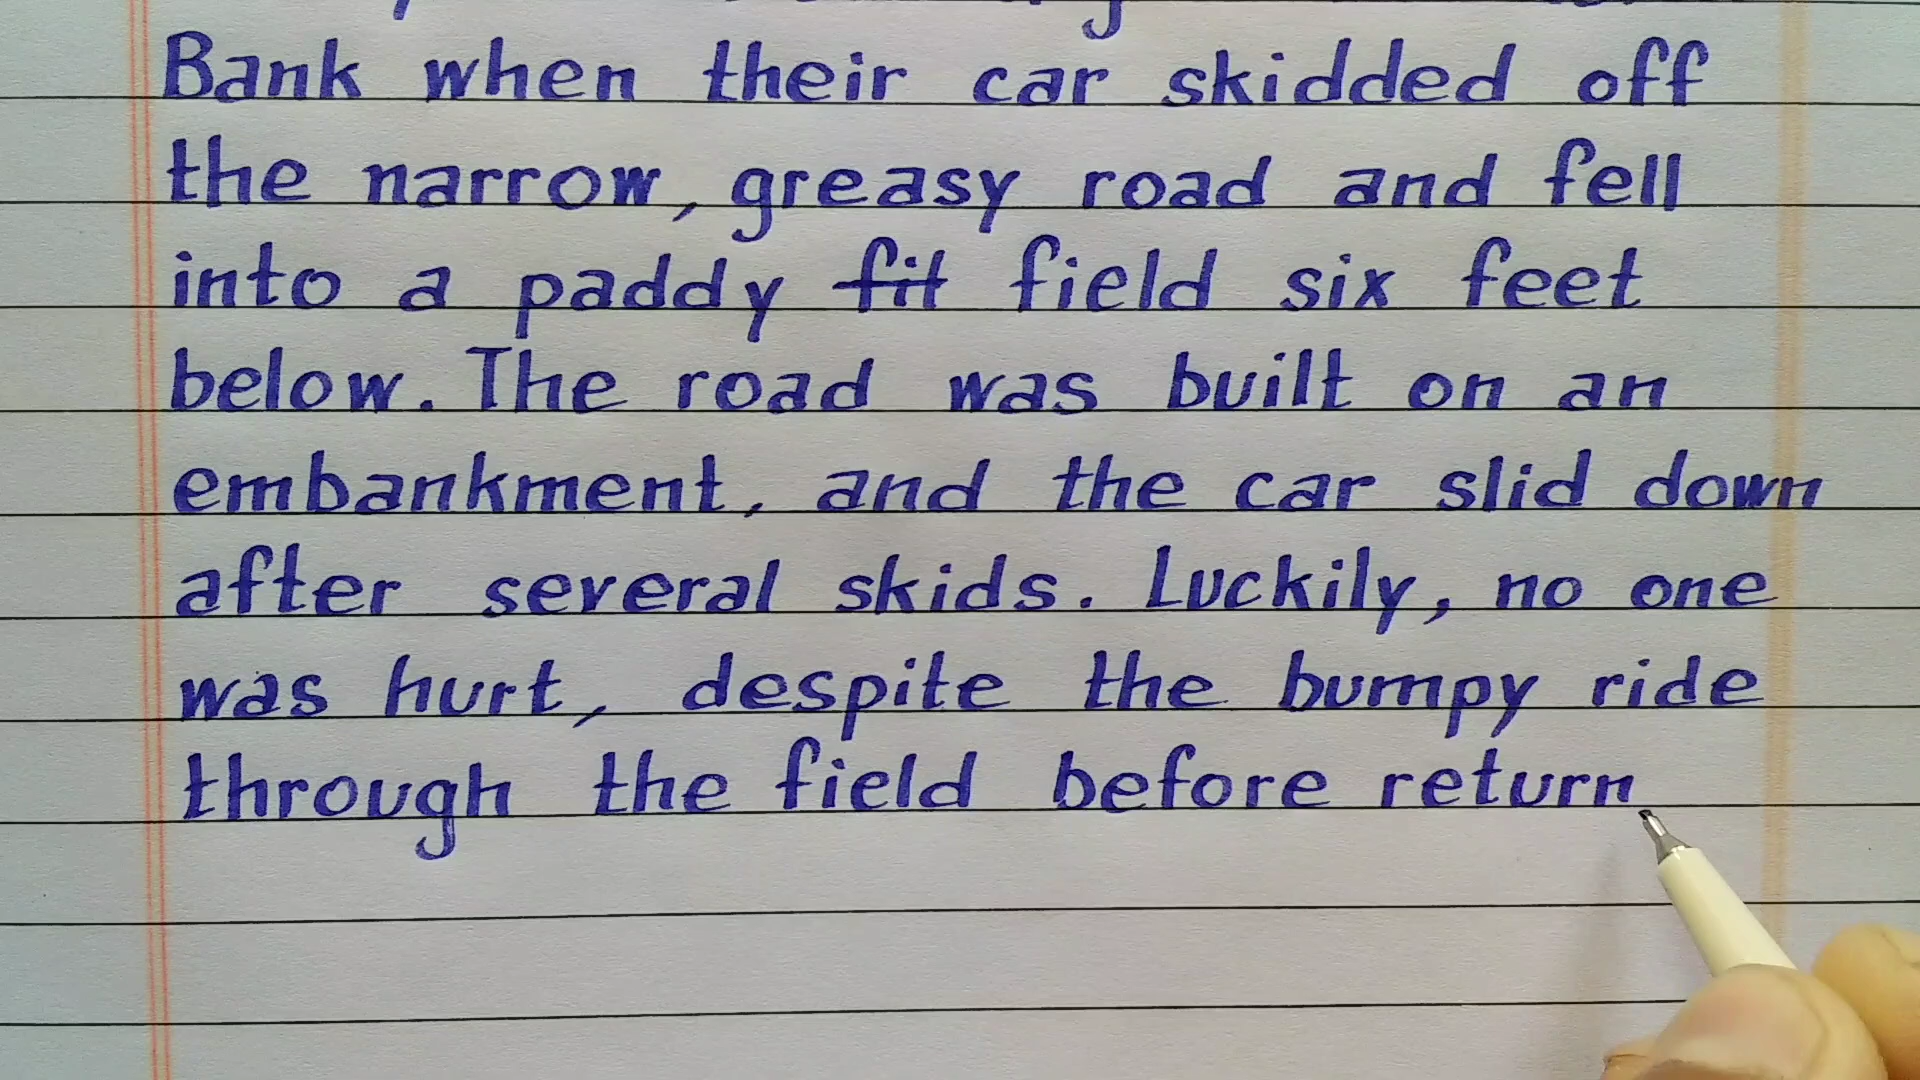 Bank when their car skidded off
the narrow, greasy road and fell
into a paddy fit field six feet
below. The road was built on an
embankment, and the car slid down
after several skids. Luckily, no one
was hurt, despite the bumpy ride
through the field before return